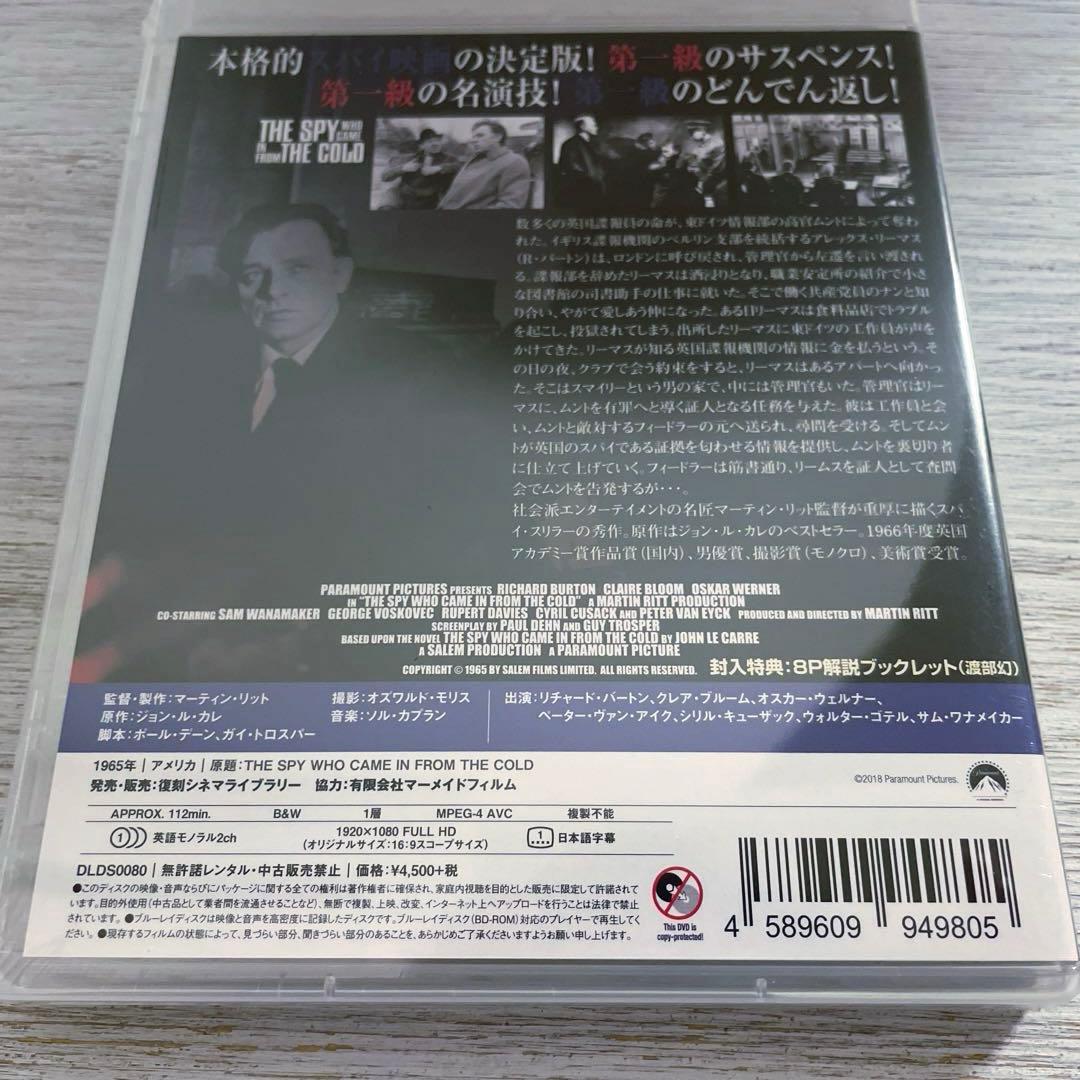 本格的スパイ映画の決定版! 第一級のサスペンス!
第一級の名演技! 第一級のどんでん返し!
THE SPY WHO CAME
IN FROM THE COLD
数多くの英国諜報員の命が、東ドイツ情報部の高官ムントによって奪わ
れた。イギリス諜報機関のベルリン支部を統括するアレックス・リーマス
(R・バートン)は、ロンドンに呼び戻され、管理官から左遷を言い渡され
る。諜報部を辞めたリーマスは酒浸りとなり、職業安定所の紹介で小さ
な図書館の司書助手の仕事に就いた。そこで働く共産党員のナンと知
り合い、やがて愛しあう仲になった。ある日リーマスは食料品店でトラブル
を起こし、投獄されてしまう。出所したリーマスに東ドイツの工作員が声を
かけてきた。リーマスが知る英国諜報機関の情報に金を払うという。そ
の日の夜、クラブで会う約束をすると、リーマスはあるアパートへ向かっ
た。そこはスマイリーという男の家で、中には管理官もいた。管理官はリー
マスに、ムントを有罪へと導く証人となる任務を与えた。彼は工作員と会
い、ムントと敵対するフィードラーの元へ送られ、尋問を受ける。そしてムン
トが英国のスパイである証拠を匂わせる情報を提供し、ムントを裏切り者
に仕立て上げていく。フィードラーは筋書通り、リームスを証人として査問
会でムントを告発するが・・・。
社会派エンターテイメントの名匠マーティン・リット監督が重厚に描くスパ
イ・スリラーの秀作。原作はジョン・ル・カレのベストセラー。1966年度英国
アカデミー賞作品賞(国内)、男優賞、撮影賞(モノクロ)、美術賞受賞。
PARAMOUNT PICTURES PRESENTS RICHARD BURTON CLAIRE BLOOM OSKAR WERNER
IN "THE SPY WHO CAME IN FROM THE COLD" A MARTIN RITT PRODUCTION
CO-STARRING SAM WANAMAKER GEORGE VOSKOVEC RUPERT DAVIES CYRIL CUSACK AND PETER VAN EYCK PRODUCED AND DIRECTED BY MARTIN RITT
SCREENPLAY BY PAUL DEHN AND GUY TROSPER
BASED UPON THE NOVEL THE SPY WHO CAME IN FROM THE COLD BY JOHN LE CARRE
A SALEM PRODUCTION A PARAMOUNT PICTURE
COPYRIGHT © 1965 BY SALEM FILMS LIMITED. ALL RIGHTS RESERVED. 封入特典:8P解説ブックレット(渡部幻)
監督・製作:マーティン・リット 撮影:オズワルド・モリス 出演:リチャード・バートン、クレア・ブルーム、オスカー・ウェルナー、
原作:ジョン・ル・カレ 音楽:ソル・カプラン ペーター・ヴァン・アイク、シリル・キューザック、ウォルター・ゴテル、サム・ワナメイカー
脚本:ポール・デーン、ガイ・トロスパー
1965年 | アメリカ | 原題:THE SPY WHO CAME IN FROM THE COLD
発売・販売:復刻シネマライブラリー 協力:有限会社マーメイドフィルム
©2018 Paramount Pictures.
APPROX. 112min. B&W 1層 MPEG-4 AVC 複製不能
1 英語モノラル2ch 1920×1080 FULL HD (オリジナルサイズ:16:9スコープサイズ) 1 日本語字幕
DLDS0080 | 無許諾レンタル・中古販売禁止 | 価格:¥4,500+税
●このディスクの映像・音声ならびにパッケージに関する全ての権利は著作権者に確保され、家庭内視聴を目的とした販売に限定して許諾されて
います。目的外使用(中古品として業者間を流通させることなど)、無断で複製、上映、改変、インターネット上へアップロードを行うことは法律で禁止
されています。●ブルーレイディスクは映像と音声を高密度に記録したディスクです。ブルーレイディスク(BD-ROM)対応のプレイヤーで再生してく
ださい。●現存するフィルムの状態によって、見づらい部分、聞きづらい部分のあることを、あらかじめご了承くださいますようお願い申し上げます。
This DVD is
copy-protected!
4 589609 949805